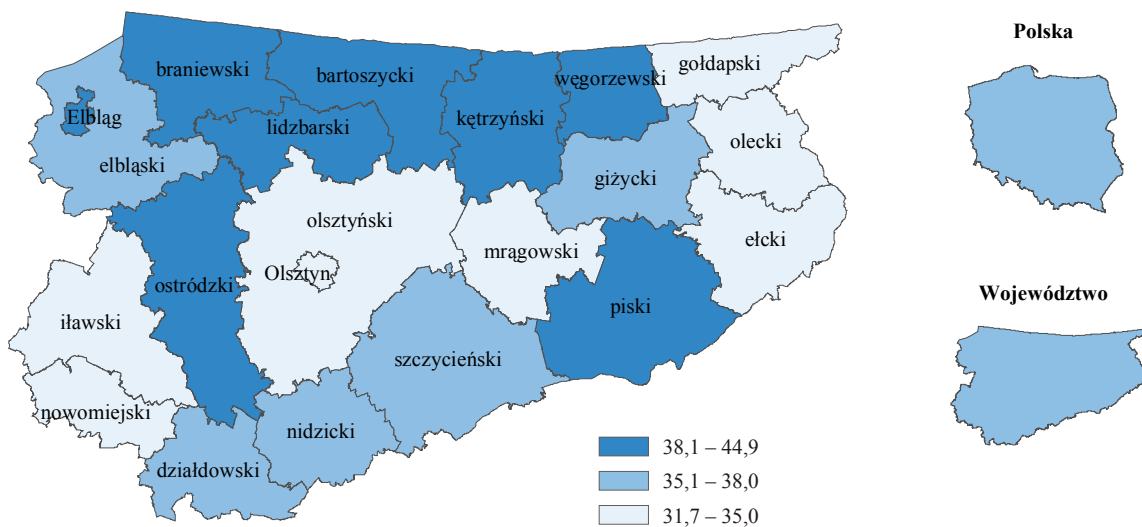 Polska
gołdapski
braniewski
bartoszycki
węgorzewski
Elbląg
kętrzyński
lidzbarski
olecki
elbląski
giżycki
olsztyński
ełcki
mrągowski
Olsztyn
ostródzki
Województwo
piski
iławski
szczycieński
nowomiejski
nidzicki
działdowski
38,1 – 44,9
35,1 – 38,0
31,7 – 35,0